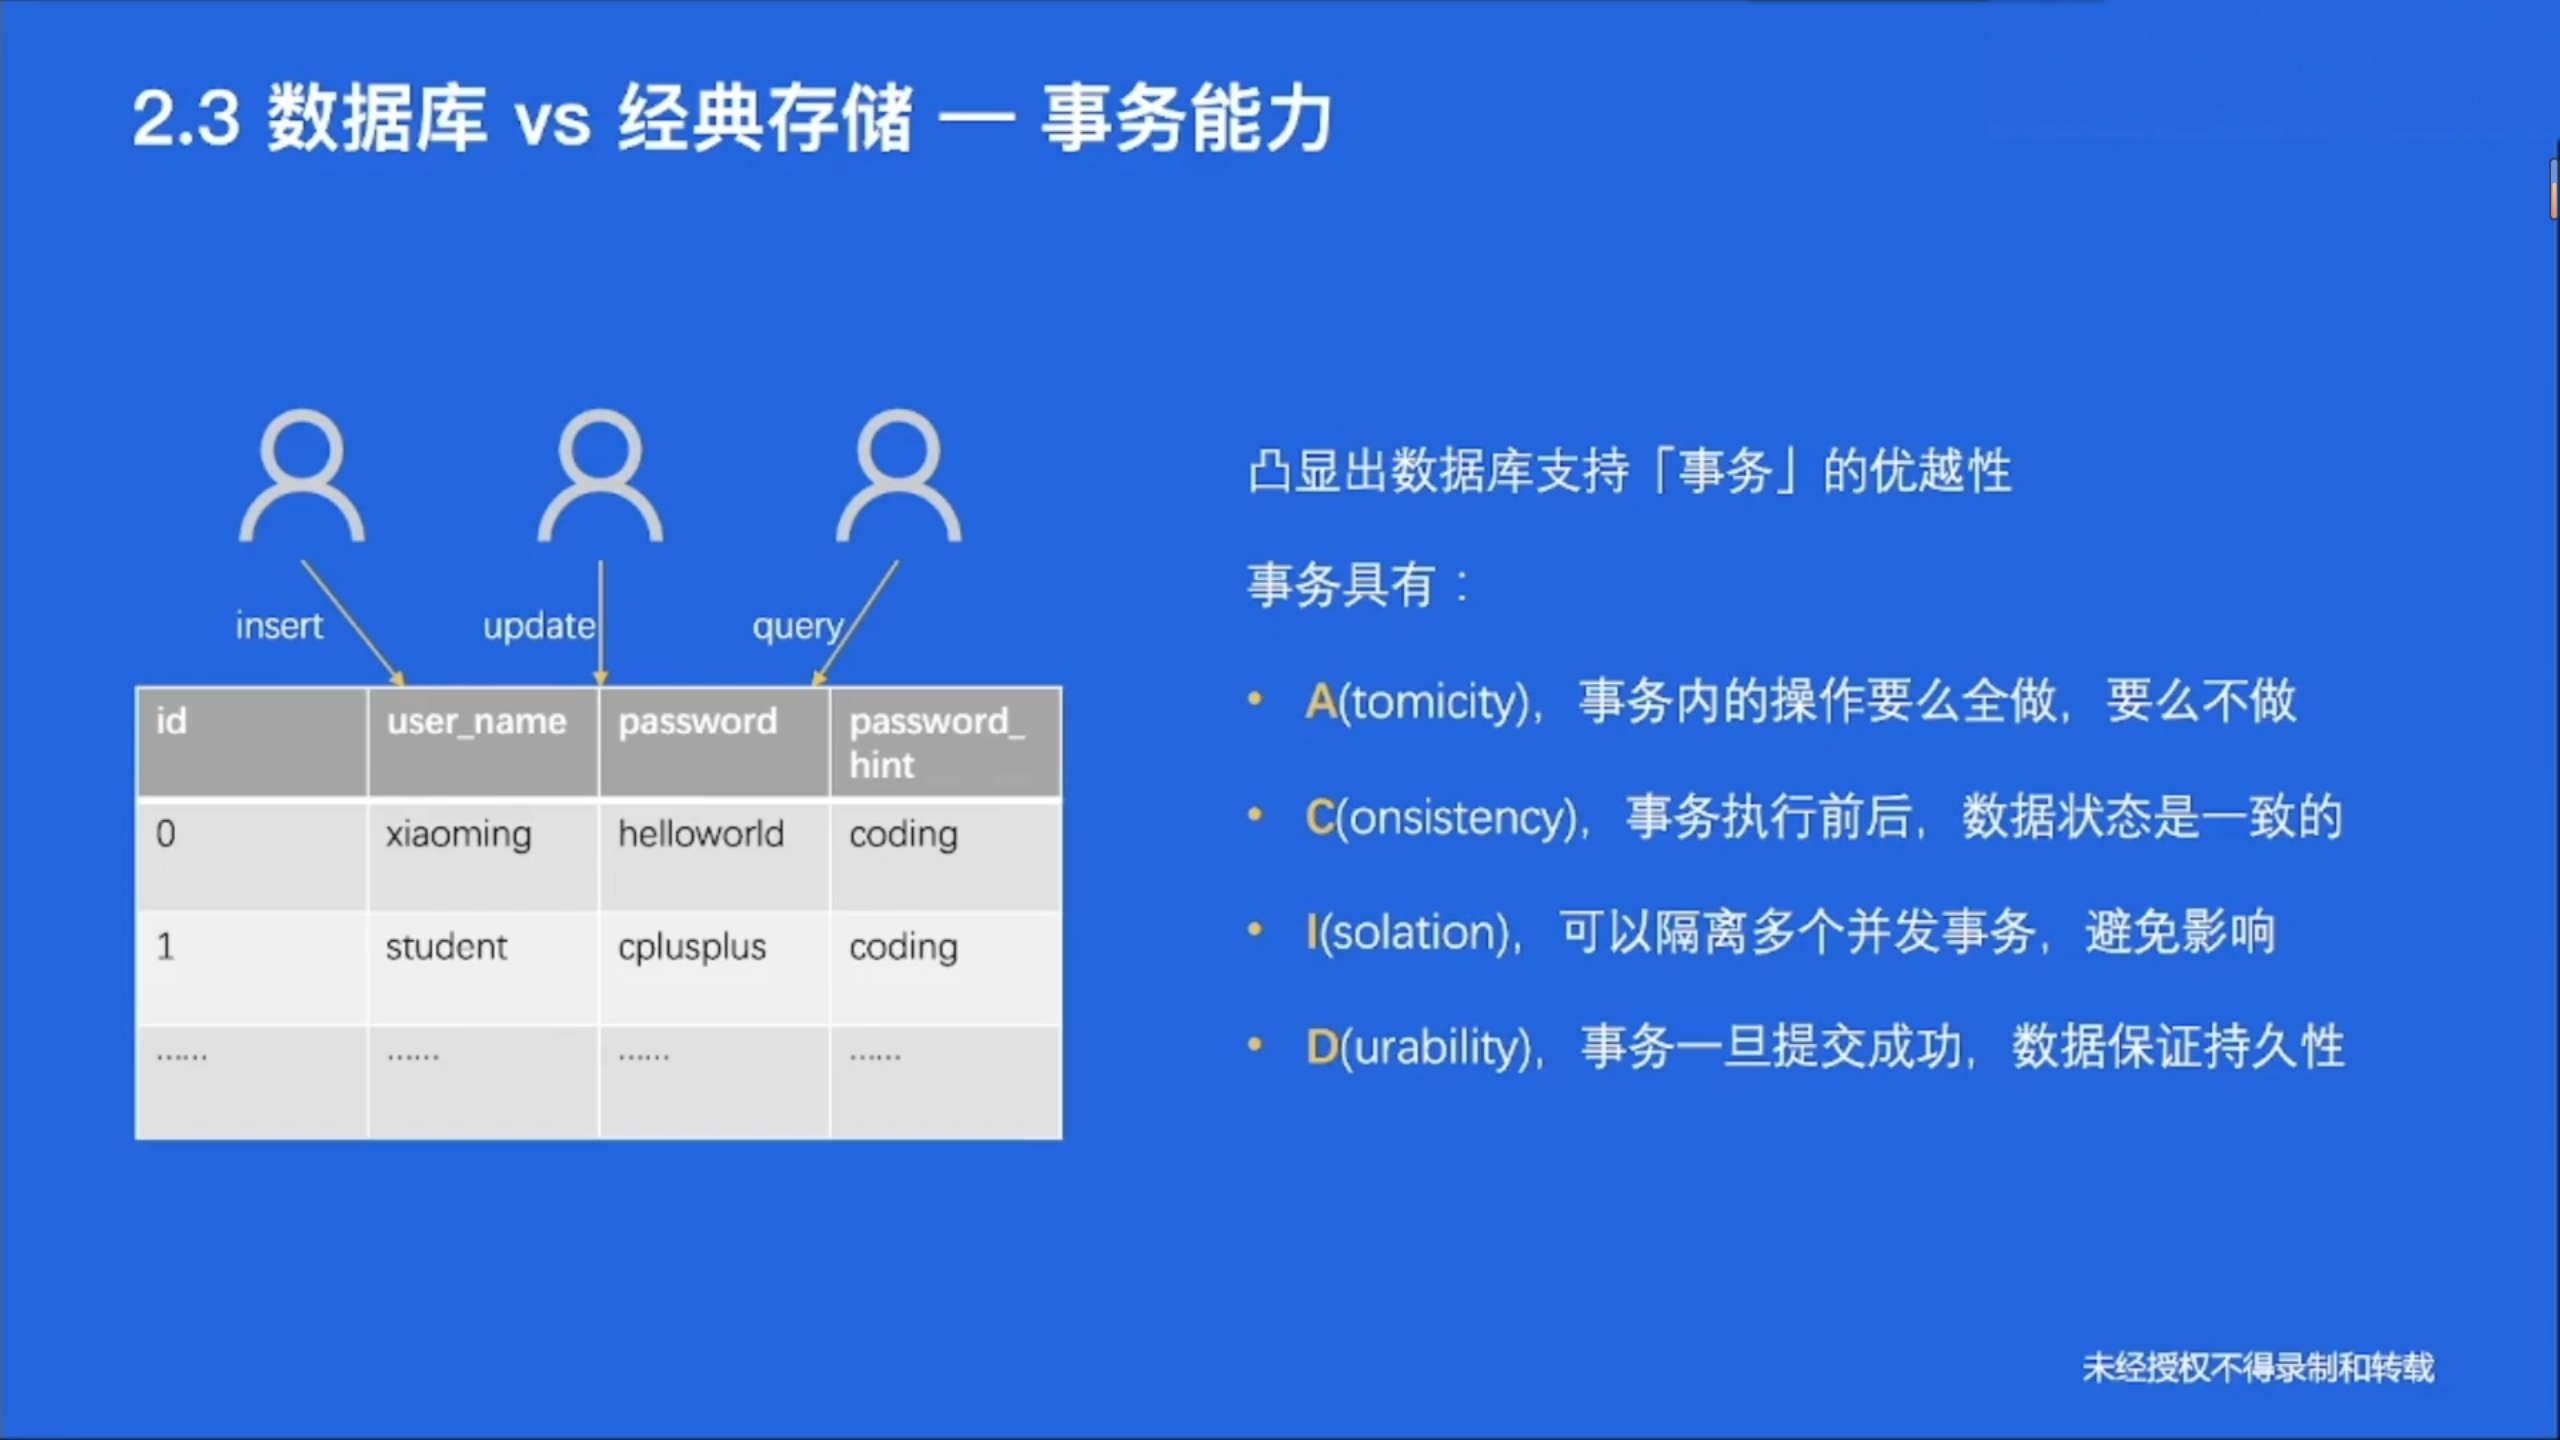 2.3 数据库 vs 经典存储 — 事务能力
insert
update
query
id user_name password password_
hint
0 xiaoming helloworld coding
1 student cplusplus coding
…… …… …… ……
凸显出数据库支持「事务」的优越性
事务具有：
• A(tomicity)，事务内的操作要么全做，要么不做
• C(onsistency)，事务执行前后，数据状态是一致的
• I(solation)，可以隔离多个并发事务，避免影响
• D(urability)，事务一旦提交成功，数据保证持久性
未经授权不得录制和转载